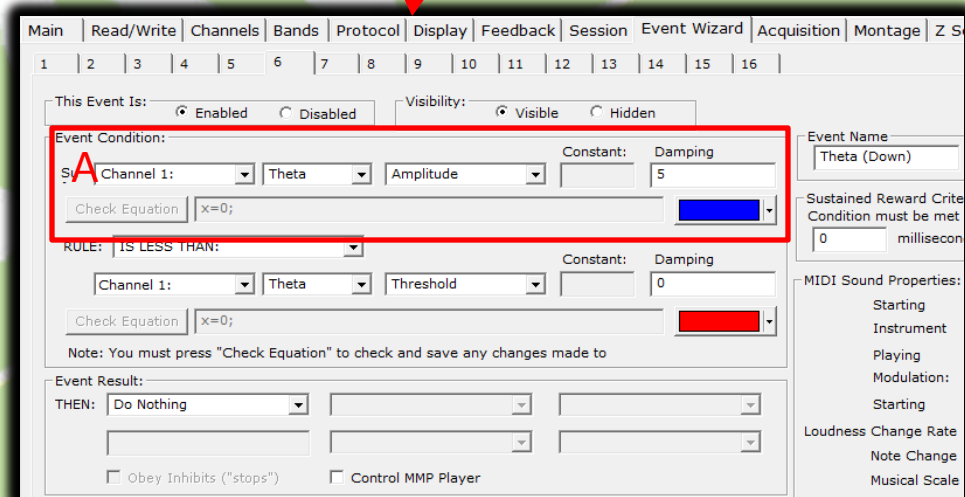 Main Read/Write Channels Bands Protocol Display Feedback Session Event Wizard Acquisition Montage Z
1 2 3 4 5 6 7 8 9 10 11 12 13 14 15 16
This Event Is: Enabled Disabled Visibility: Visible Hidden
Event Condition:
Constant: Damping
A Channel 1: Theta Amplitude 5
Check Equation x=0;
RULE: IS LESS THAN:
Constant: Damping
Channel 1: Theta Threshold 0
Check Equation x=0;
Note: You must press "Check Equation" to check and save any changes made to
Event Result:
THEN: Do Nothing
Obey Inhibits ("stops") Control MMP Player
Event Name
Theta (Down)
Sustained Reward Crite
Condition must be met
0 millisecon
MIDI Sound Properties:
Starting
Instrument
Playing
Modulation:
Starting
Loudness Change Rate
Note Change
Musical Scale